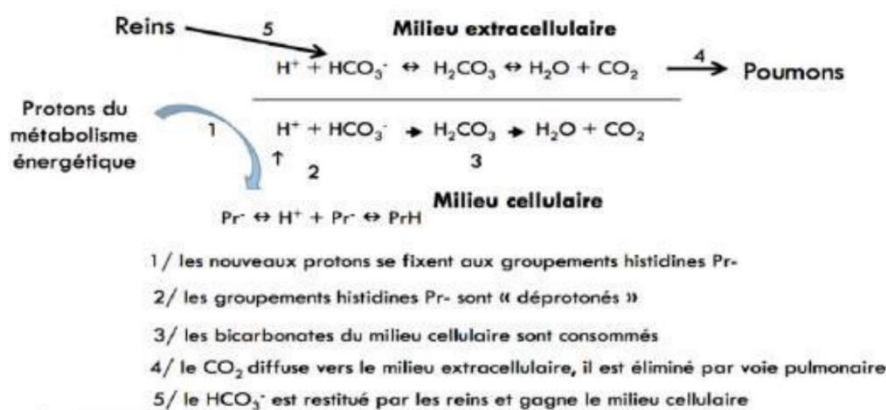 Reins
5
Milieu extracellulaire
H⁺ + HCO₃⁻ ↔ H₂CO₃ ↔ H₂O + CO₂
4
Poumons
Protons du
métabolisme
énergétique
1
H⁺ + HCO₃⁻ → H₂CO₃ → H₂O + CO₂
↑
2
3
Milieu cellulaire
Pr⁻ ↔ H⁺ + Pr⁻ ↔ PrH
1/ les nouveaux protons se fixent aux groupements histidines Pr-
2/ les groupements histidines Pr- sont « déprotonés »
3/ les bicarbonates du milieu cellulaire sont consommés
4/ le CO₂ diffuse vers le milieu extracellulaire, il est éliminé par voie pulmonaire
5/ le HCO₃⁻ est restitué par les reins et gagne le milieu cellulaire